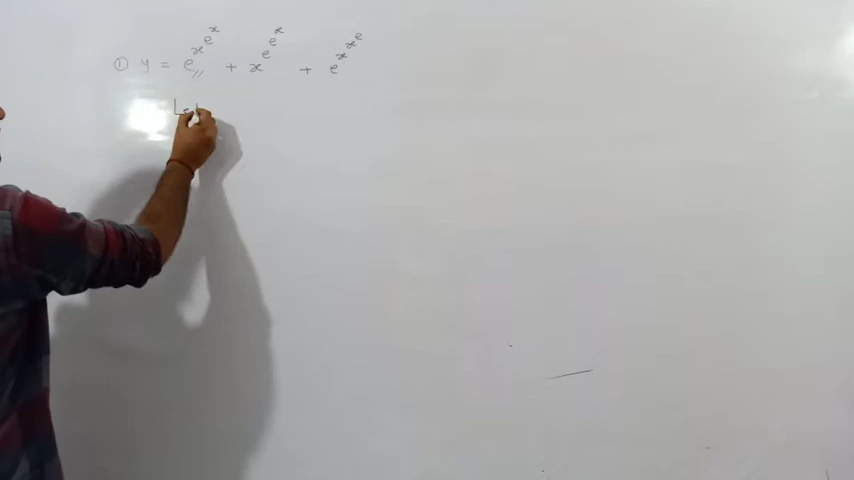 ① y = e^{x^{e^{x}}} + x^{e^{e^{x}}} + e^{x^{x^{e}}}
Let